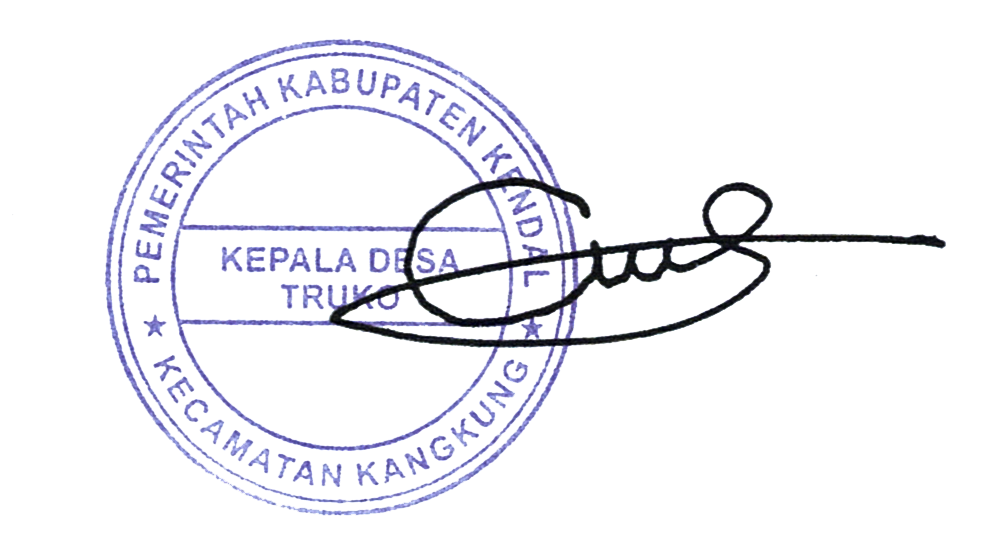 PEMERINTAH KABUPATEN KENDAL
KEPALA DESA
TRUKO
KECAMATAN KANGKUNG